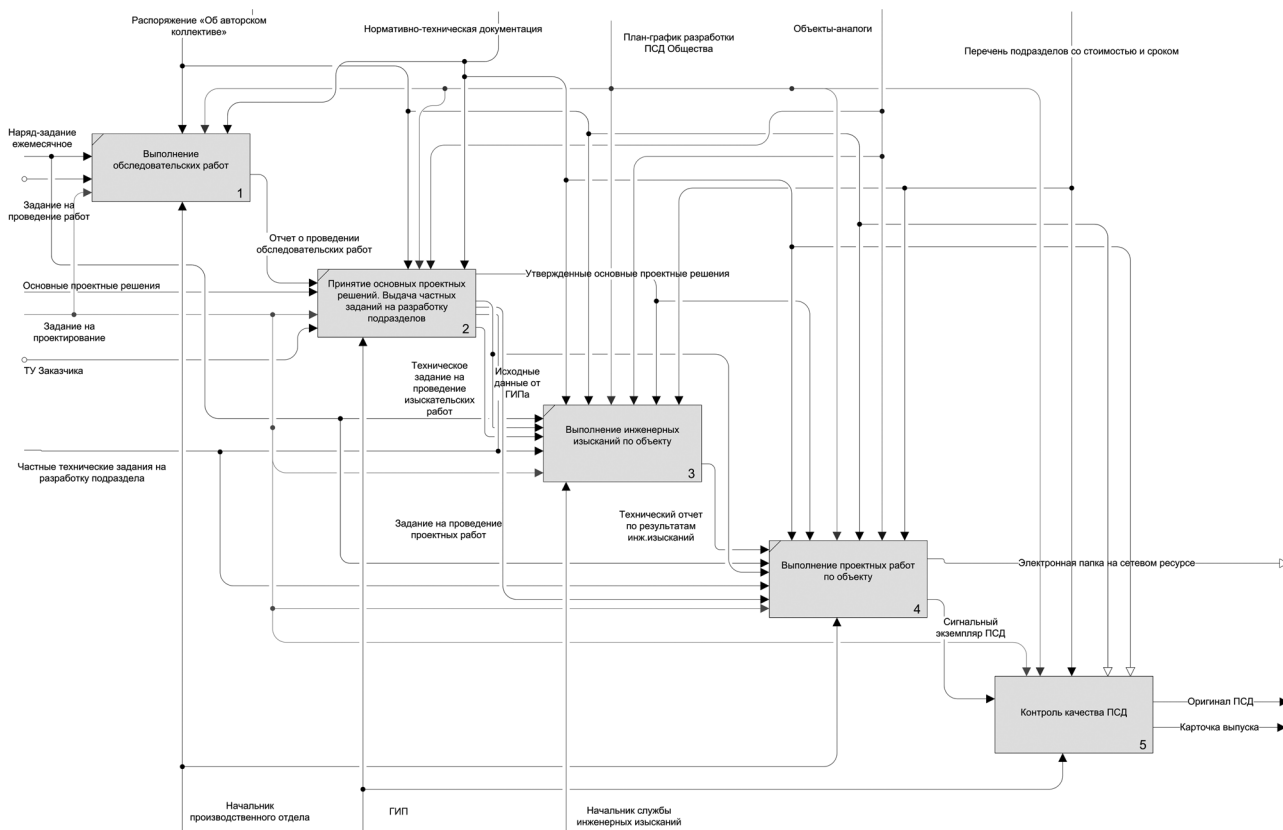 Распоряжение «Об авторском
коллективе»
Нормативно-техническая документация
План-график разработки
ПСД Общества
Объекты-аналоги
Перечень подразделов со стоимостью и сроком
Наряд-задание
ежемесячное
Выполнение
обследовательских работ
1
Задание на
проведение работ
Отчет о проведении
обследовательских работ
Основные проектные решения
Принятие основных проектных
решений. Выдача частных
заданий на разработку
подразделов
2
Утвержденные основные проектные решения
Задание на
проектирование
ТУ Заказчика
Техническое
задание на
проведение
изыскательских
работ
Исходные
данные от
ГИПа
Выполнение инженерных
изысканий по объекту
3
Частные технические задания на
разработку подраздела
Задание на проведение
проектных работ
Технический отчет
по результатам
инж.изысканий
Выполнение проектных работ
по объекту
4
Электронная папка на сетевом ресурсе
Сигнальный
экземпляр ПСД
Контроль качества ПСД
5
Оригинал ПСД
Карточка выпуска
Начальник
производственного отдела
ГИП
Начальник службы
инженерных изысканий